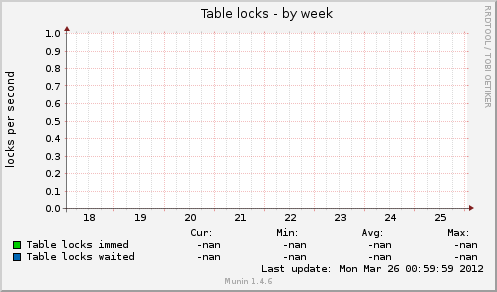 Table locks - by week
RRDTOOL / TOBI OETIKER
locks per second
1.0
0.9
0.8
0.7
0.6
0.5
0.4
0.3
0.2
0.1
0.0
18 19 20 21 22 23 24 25
Cur: Min: Avg: Max:
Table locks immed -nan -nan -nan -nan
Table locks waited -nan -nan -nan -nan
Last update: Mon Mar 26 00:59:59 2012
Munin 1.4.6